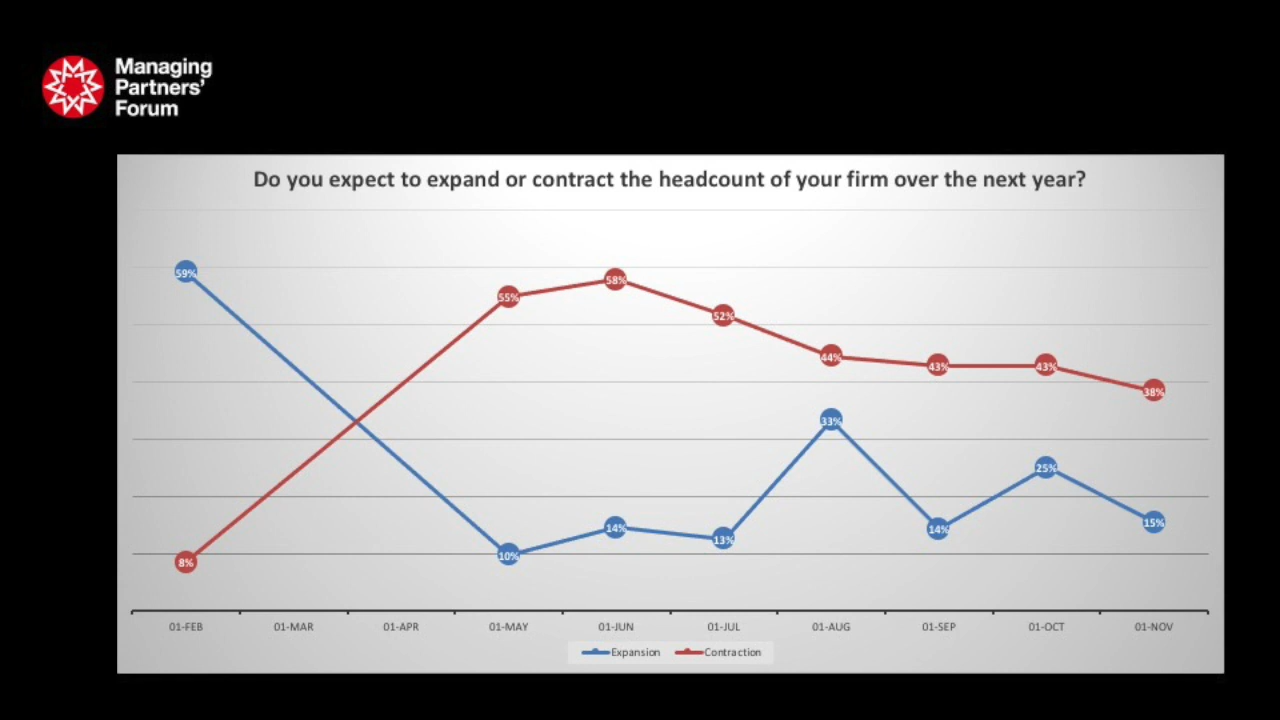 Managing
Partners'
Forum
Do you expect to expand or contract the headcount of your firm over the next year?
59%
58%
55%
52%
44%
43%
43%
38%
33%
25%
14%
14%
15%
13%
10%
8%
01-FEB 01-MAR 01-APR 01-MAY 01-JUN 01-JUL 01-AUG 01-SEP 01-OCT 01-NOV
Expansion Contraction